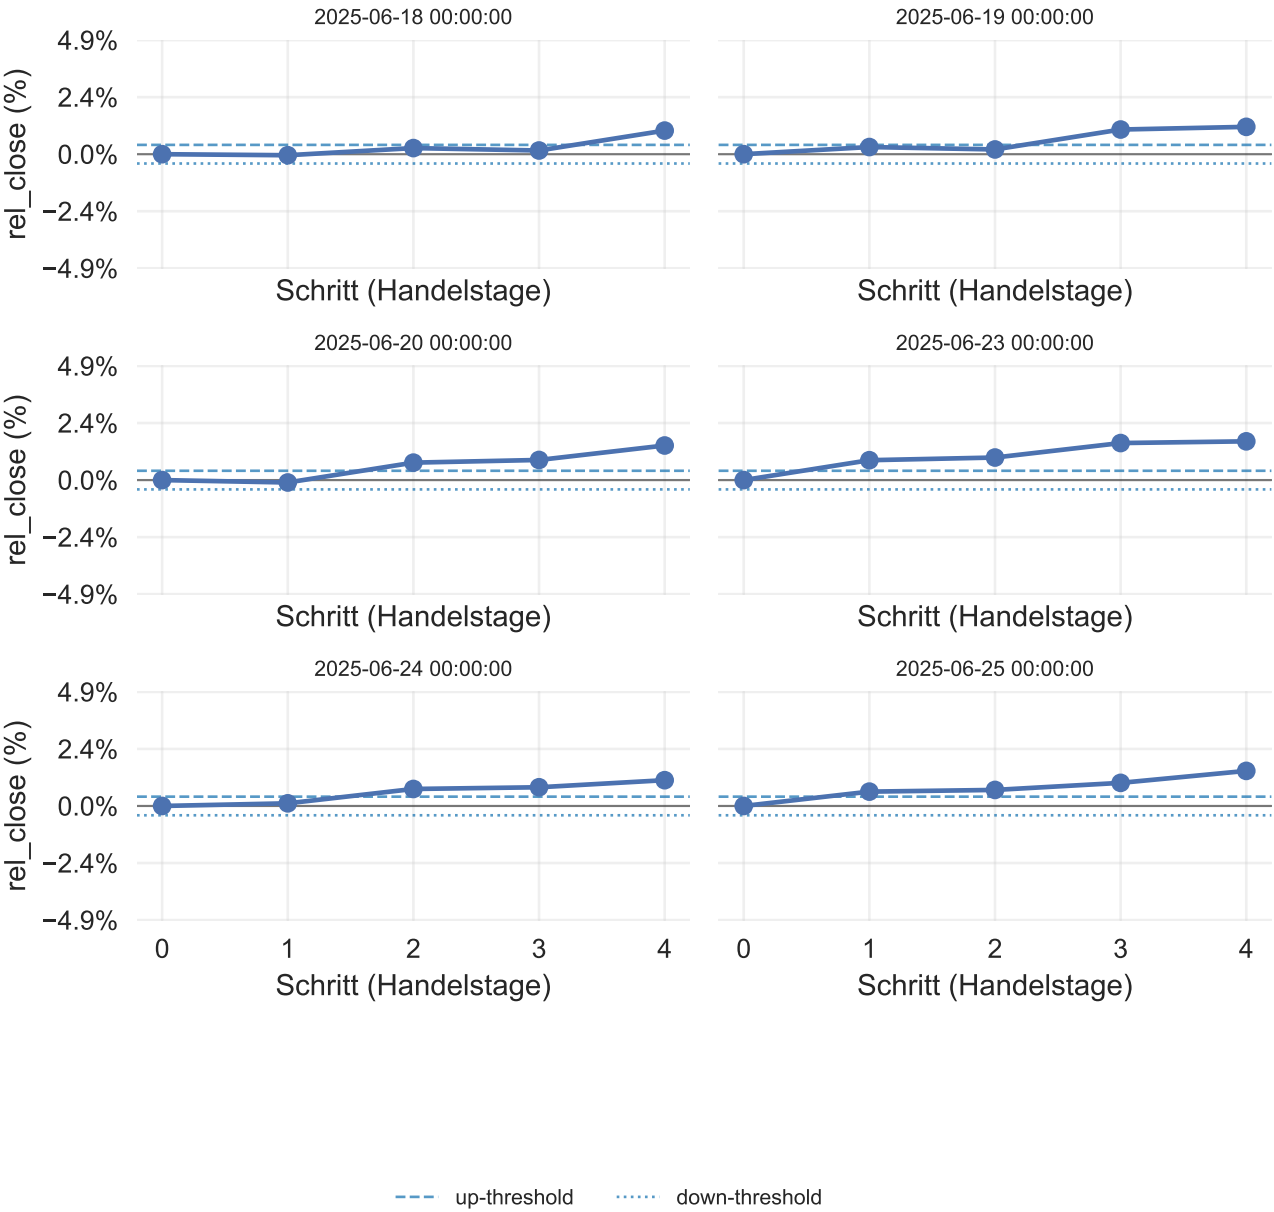 2025-06-18 00:00:00
2025-06-19 00:00:00
4.9%
2.4%
0.0%
−2.4%
−4.9%
rel_close (%)
Schritt (Handelstage)
Schritt (Handelstage)
2025-06-20 00:00:00
2025-06-23 00:00:00
4.9%
2.4%
0.0%
−2.4%
−4.9%
rel_close (%)
Schritt (Handelstage)
Schritt (Handelstage)
2025-06-24 00:00:00
2025-06-25 00:00:00
4.9%
2.4%
0.0%
−2.4%
−4.9%
rel_close (%)
0 1 2 3 4
0 1 2 3 4
Schritt (Handelstage)
Schritt (Handelstage)
up-threshold
down-threshold